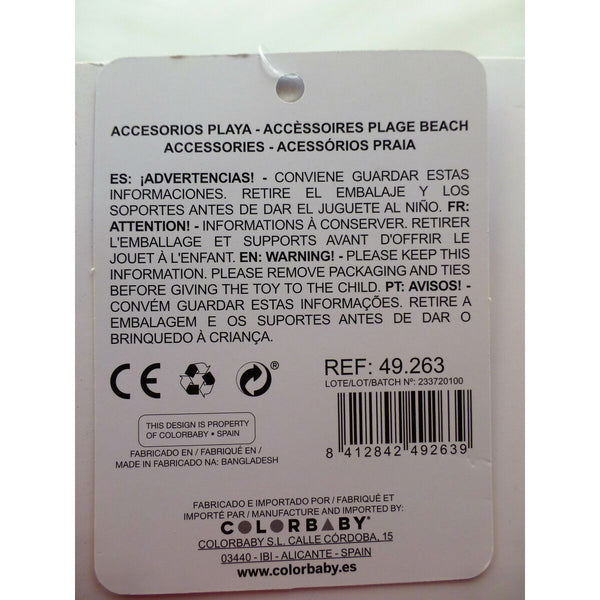 ACCESORIOS PLAYA - ACCÈSSOIRES PLAGE BEACH
ACCESSORIES - ACESSÓRIOS PRAIA
ES: ¡ADVERTENCIAS! - CONVIENE GUARDAR ESTAS
INFORMACIONES. RETIRE EL EMBALAJE Y LOS
SOPORTES ANTES DE DAR EL JUGUETE AL NIÑO. FR:
ATTENTION! - INFORMATIONS À CONSERVER. RETIRER
L'EMBALLAGE ET SUPPORTS AVANT D'OFFRIR LE
JOUET À L'ENFANT. EN: WARNING! - PLEASE KEEP THIS
INFORMATION. PLEASE REMOVE PACKAGING AND TIES
BEFORE GIVING THE TOY TO THE CHILD. PT: AVISOS! -
CONVÉM GUARDAR ESTAS INFORMAÇÕES. RETIRE A
EMBALAGEM E OS SUPORTES ANTES DE DAR O
BRINQUEDO À CRIANÇA.
CE
®
REF: 49.263
LOTE/LOT/BATCH Nº: 233720100
8 412842 492639
THIS DESIGN IS PROPERTY
OF COLORBABY • SPAIN
FABRICADO EN / FABRIQUÉ EN /
MADE IN FABRICADO NA: BANGLADESH
FABRICADO E IMPORTADO POR / FABRIQUÉ ET
IMPORTÉ PAR / MANUFACTURE AND IMPORTED BY:
COLORBABY®
COLORBABY S.L. CALLE CÓRDOBA, 15
03440 - IBI - ALICANTE - SPAIN
www.colorbaby.es